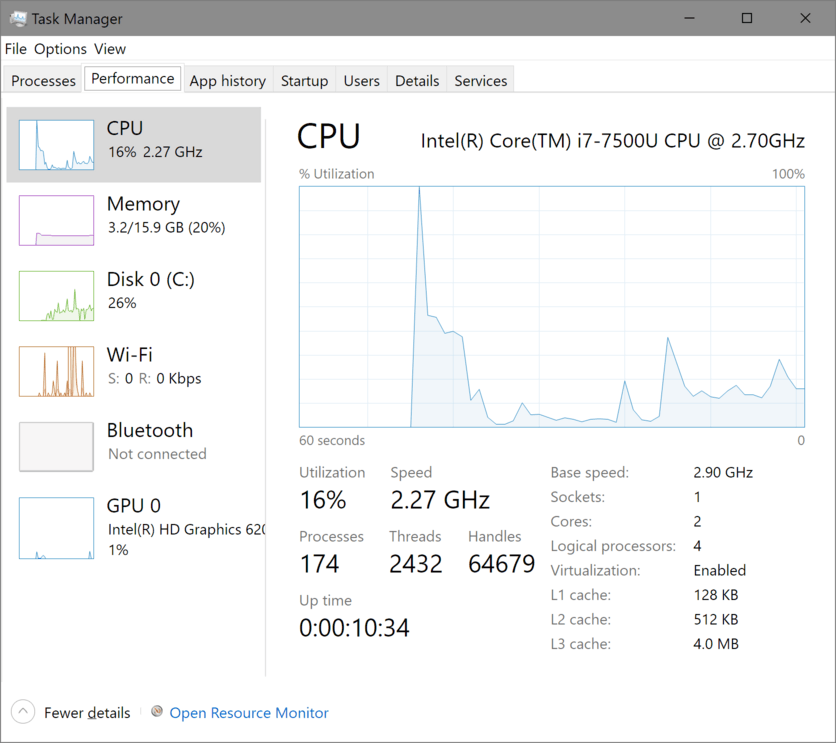 Task Manager
File Options View
Processes Performance App history Startup Users Details Services
CPU
16% 2.27 GHz
Memory
3.2/15.9 GB (20%)
Disk 0 (C:)
26%
Wi-Fi
S: 0 R: 0 Kbps
Bluetooth
Not connected
GPU 0
Intel(R) HD Graphics 620
1%
CPU
Intel(R) Core(TM) i7-7500U CPU @ 2.70GHz
% Utilization 100%
60 seconds 0
Utilization Speed
16% 2.27 GHz
Processes Threads Handles
174 2432 64679
Up time
0:00:10:34
Base speed: 2.90 GHz
Sockets: 1
Cores: 2
Logical processors: 4
Virtualization: Enabled
L1 cache: 128 KB
L2 cache: 512 KB
L3 cache: 4.0 MB
Fewer details Open Resource Monitor